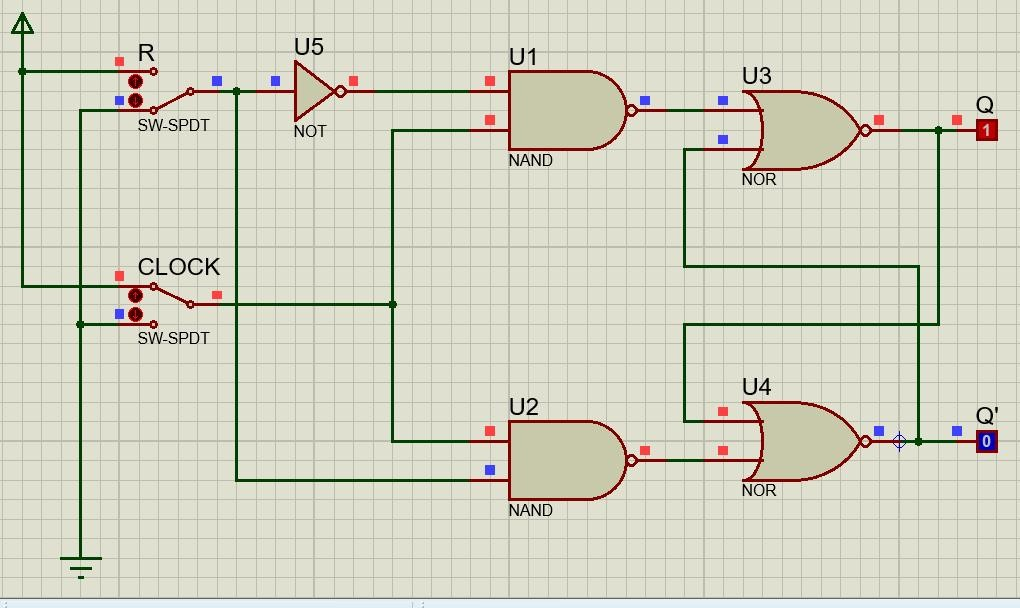 R
U5
U1
U3
Q
1
SW-SPDT
NOT
NAND
NOR
CLOCK
SW-SPDT
U2
U4
Q'
0
NAND
NOR